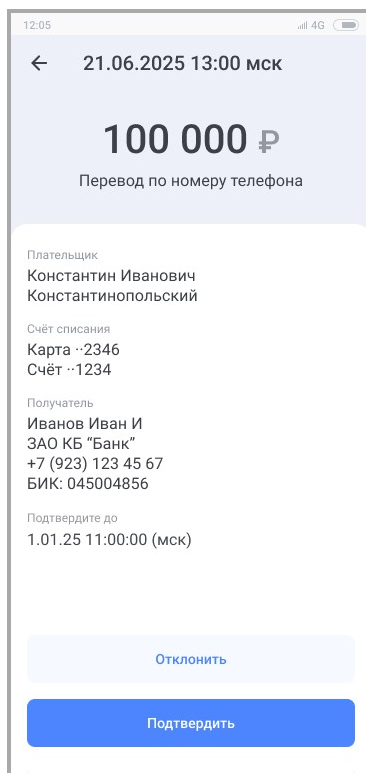 12:05 4G
21.06.2025 13:00 мск
100 000 ₽
Перевод по номеру телефона
Плательщик
Константин Иванович
Константинопольский
Счёт списания
Карта ··2346
Счёт ··1234
Получатель
Иванов Иван И
ЗАО КБ “Банк”
+7 (923) 123 45 67
БИК: 045004856
Подтвердите до
1.01.25 11:00:00 (мск)
Отклонить
Подтвердить